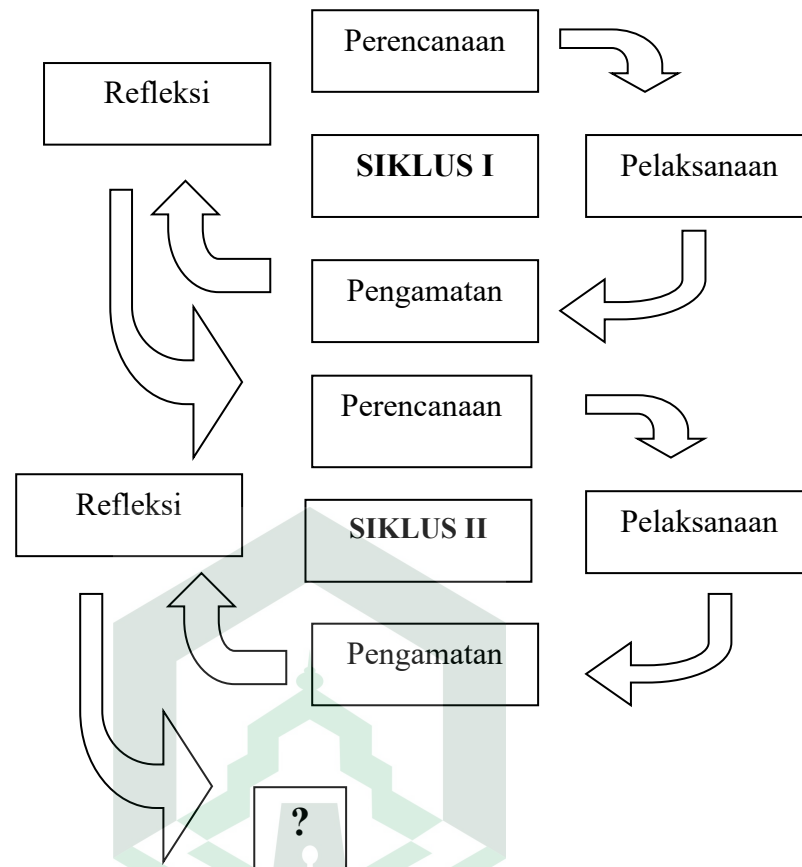 Perencanaan
Refleksi
SIKLUS I
Pelaksanaan
Pengamatan
Perencanaan
Refleksi
SIKLUS II
Pelaksanaan
Pengamatan
?